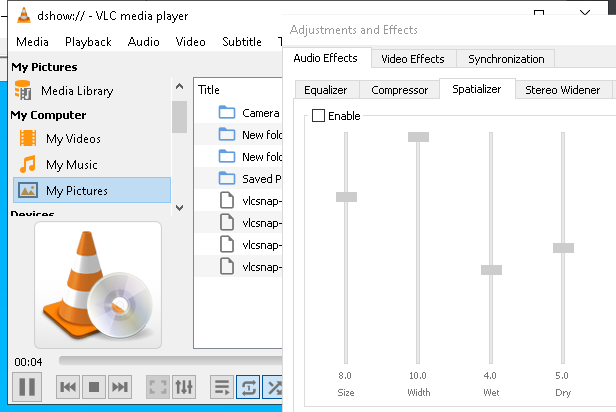 dshow:// - VLC media player
Media Playback Audio Video Subtitle T
My Pictures
Media Library
My Computer
My Videos
My Music
My Pictures
Devices
Title
Camera
New fold
New fold
Saved P
vlcsnap-
vlcsnap-
vlcsnap-
vlcsnap-
00:04
Adjustments and Effects
Audio Effects Video Effects Synchronization
Equalizer Compressor Spatializer Stereo Widener
Enable
8.0 10.0 4.0 5.0
Size Width Wet Dry